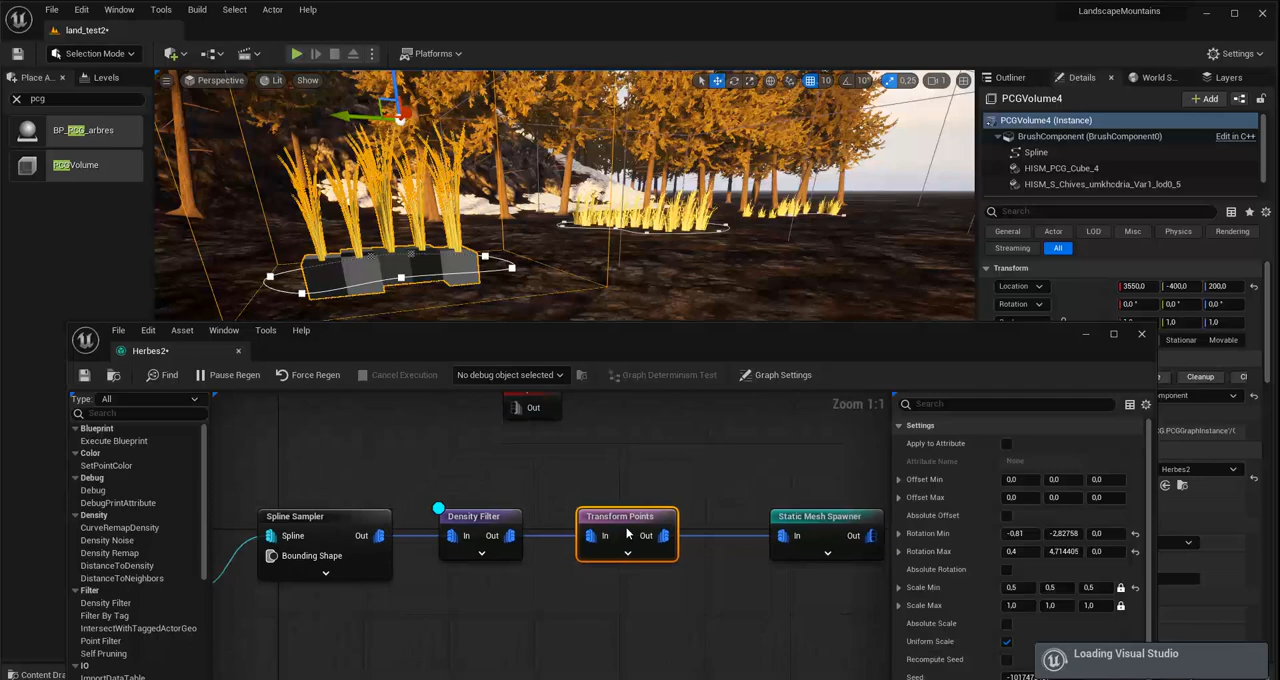 File Edit Window Tools Build Select Actor Help
LandscapeMountains
land_test2•
Selection Mode
Platforms
Settings
Place A...
Levels
pcg
BP_PCG_arbres
PCGVolume
Perspective
Lit
Show
10
10°
0,25
1
Outliner
Details
World S...
Layers
PCGVolume4
Add
PCGVolume4 (Instance)
BrushComponent (BrushComponent0)
Edit in C++
Spline
HISM_PCG_Cube_4
HISM_S_Chives_umkhcdria_Var1_lod0_5
Search
General
Actor
LOD
Misc
Physics
Rendering
Streaming
All
Transform
Location
3550,0
-400,0
200,0
Rotation
0,0°
0,0°
0,0°
1,0
1,0
Stationar
Movable
Cleanup
omponent
Herbes2
File Edit Asset Window Tools Help
Herbes2•
Find
Pause Regen
Force Regen
Cancel Execution
No debug object selected
Graph Determinism Test
Graph Settings
Type: All
Search
Blueprint
Execute Blueprint
Color
SetPointColor
Debug
Debug
DebugPrintAttribute
Density
CurveRemapDensity
Density Noise
Density Remap
DistanceToDensity
DistanceToNeighbors
Filter
Density Filter
Filter By Tag
IntersectWithTaggedActorGeo
Point Filter
Self Pruning
IO
ImportDataTable
Content Dra
Zoom 1:1
Out
Spline Sampler
Spline
Out
Bounding Shape
Density Filter
In
Out
Transform Points
In
Out
Static Mesh Spawner
In
Out
Search
Settings
Apply to Attribute
Attribute Name
None
Offset Min
0,0
0,0
0,0
Offset Max
0,0
0,0
0,0
Absolute Offset
Rotation Min
-0,81
-2,82758
0,0
Rotation Max
0,4
4,714405
0,0
Absolute Rotation
Scale Min
0,5
0,5
0,5
Scale Max
1,0
1,0
1,0
Absolute Scale
Uniform Scale
Recompute Seed
Seed
Loading Visual Studio